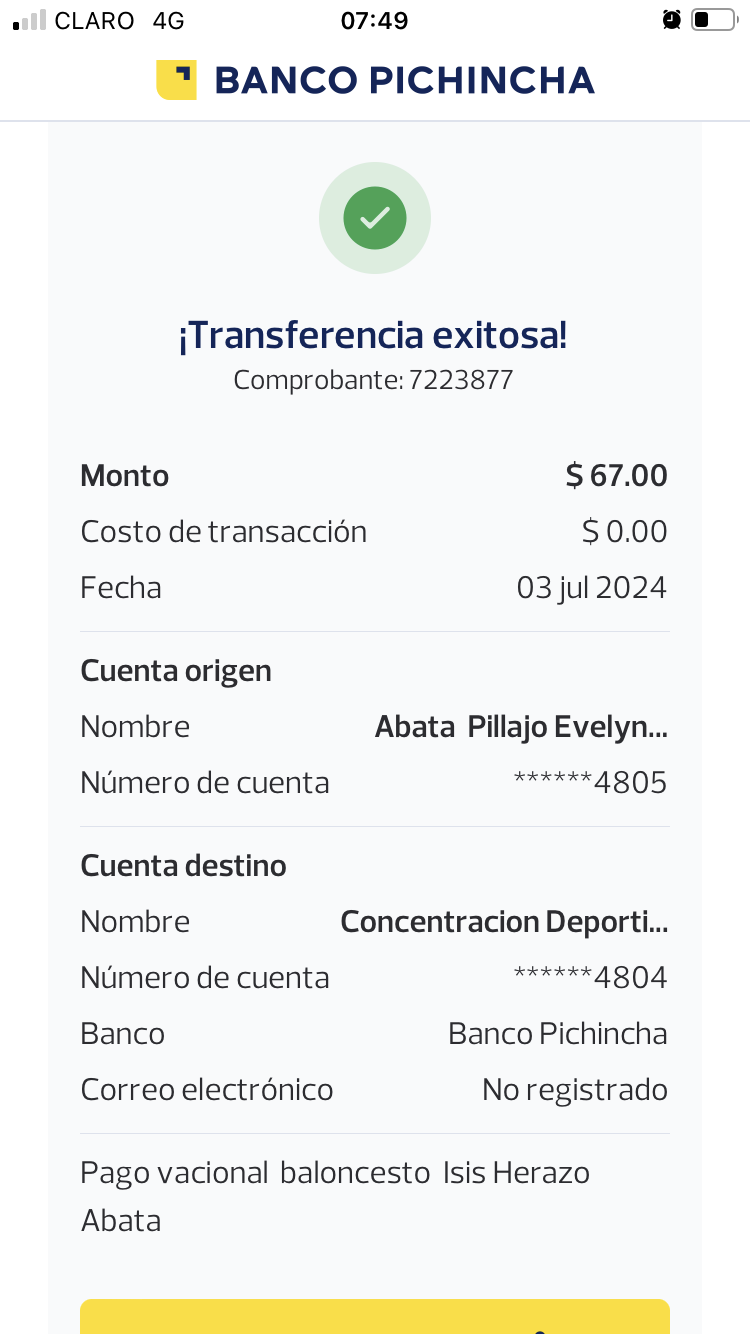 CLARO 4G 07:49
BANCO PICHINCHA
¡Transferencia exitosa!
Comprobante: 7223877
Monto $ 67.00
Costo de transacción $ 0.00
Fecha 03 jul 2024
Cuenta origen
Nombre Abata Pillajo Evelyn...
Número de cuenta ******4805
Cuenta destino
Nombre Concentracion Deporti...
Número de cuenta ******4804
Banco Banco Pichincha
Correo electrónico No registrado
Pago vacional baloncesto Isis Herazo
Abata